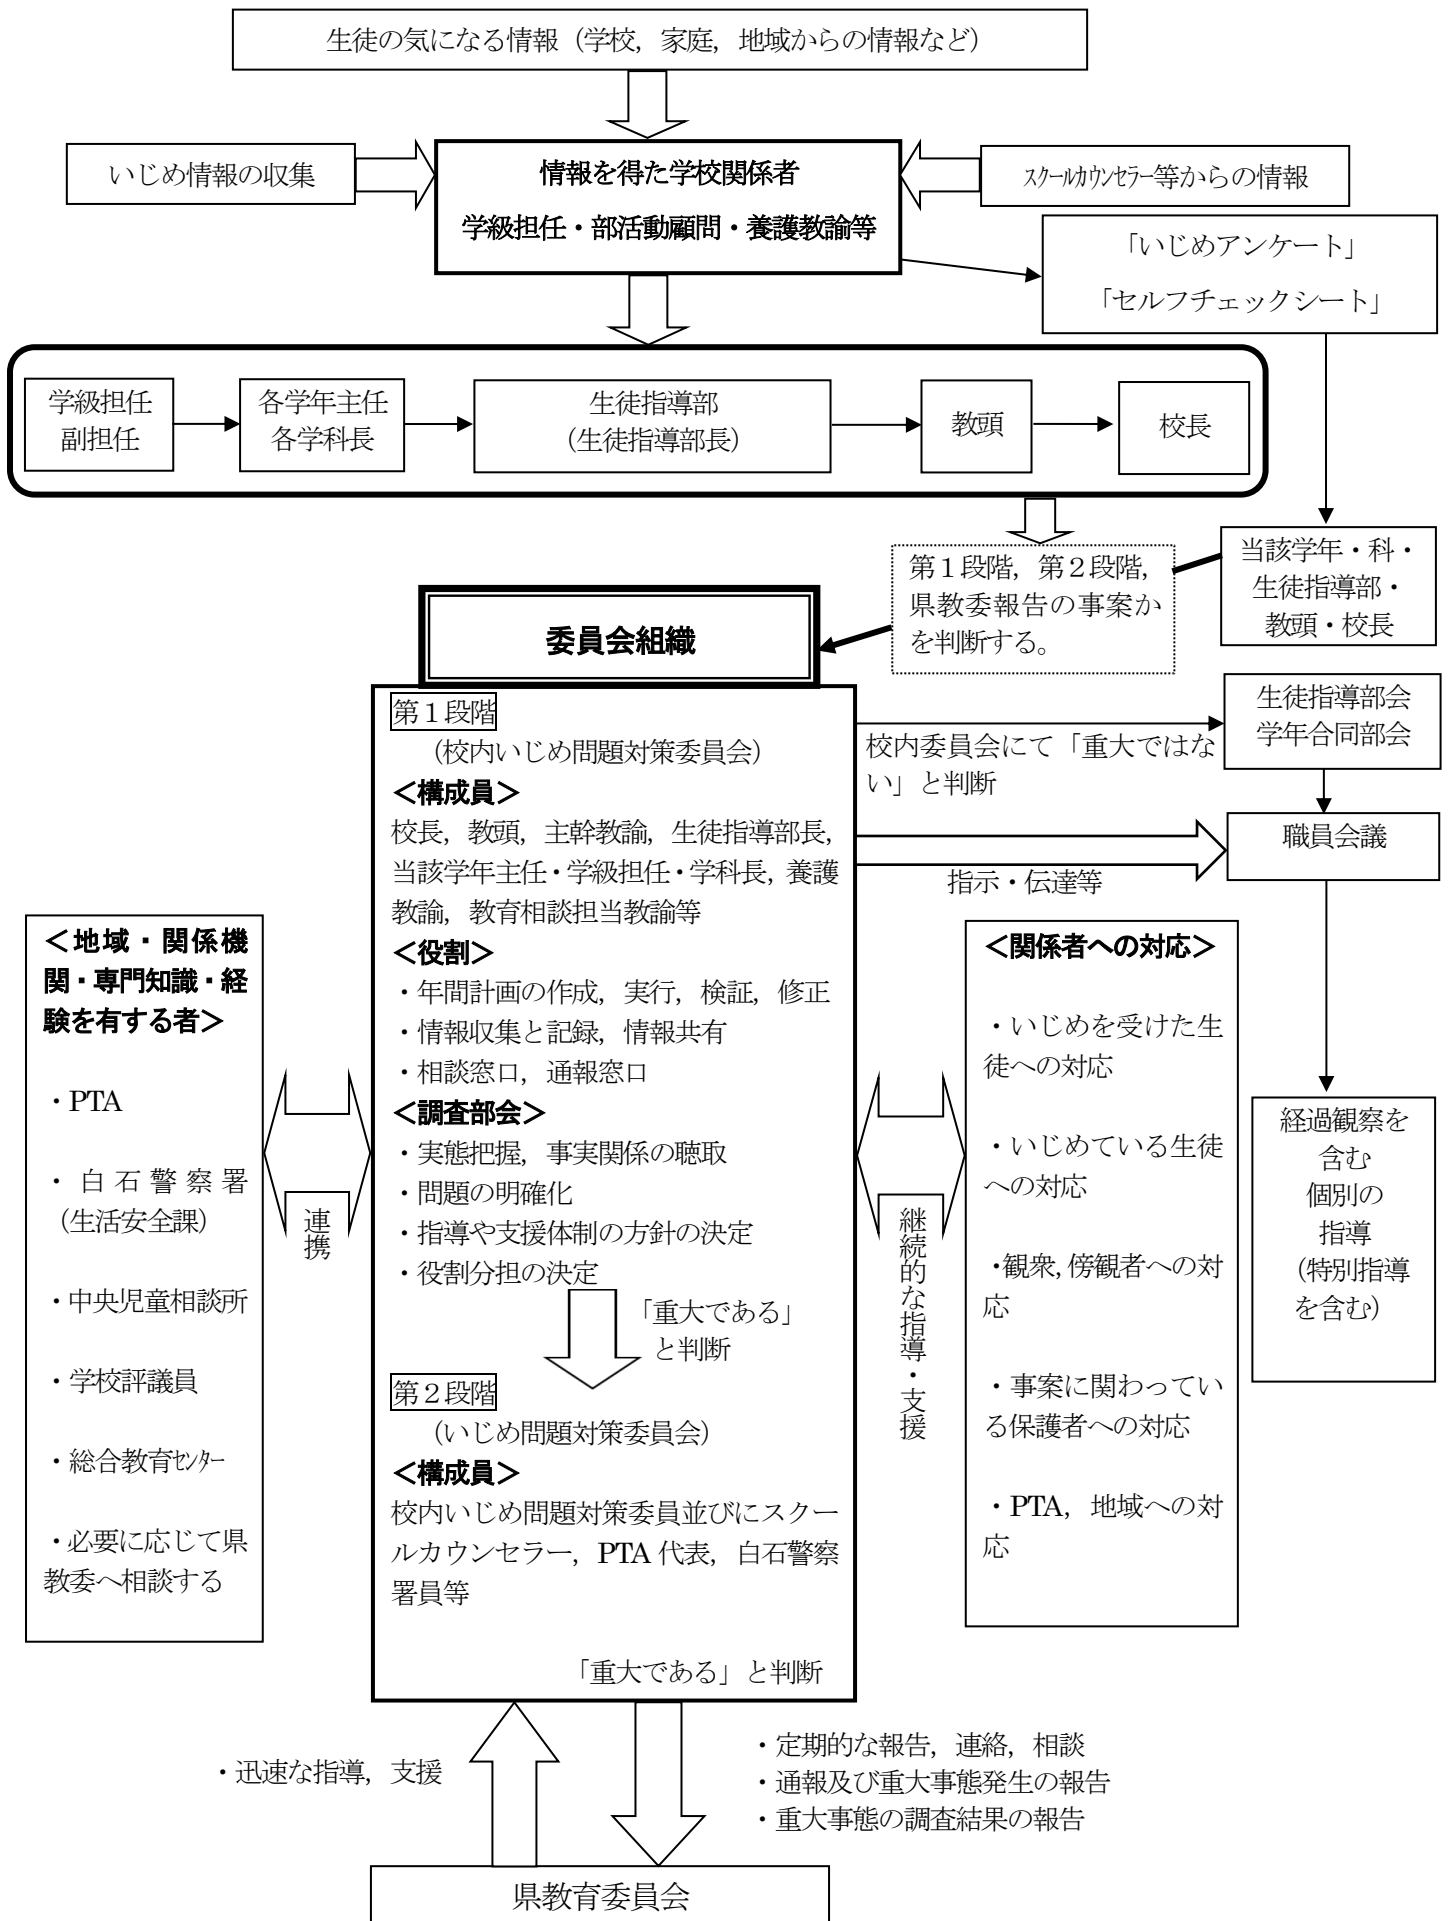 生徒の気になる情報（学校，家庭，地域からの情報など）
いじめ情報の収集
情報を得た学校関係者
学級担任・部活動顧問・養護教諭等
スクールカウンセラー等からの情報
「いじめアンケート」
「セルフチェックシート」
学級担任
副担任
各学年主任
各学科長
生徒指導部
（生徒指導部長）
教頭
校長
第１段階，第２段階，
県教委報告の事案か
を判断する。
当該学年・科・
生徒指導部・
教頭・校長
委員会組織
第１段階
（校内いじめ問題対策委員会）
＜構成員＞
校長，教頭，主幹教諭，生徒指導部長，
当該学年主任・学級担任・学科長，養護
教諭，教育相談担当教諭等
＜役割＞
・年間計画の作成，実行，検証，修正
・情報収集と記録，情報共有
・相談窓口，通報窓口
＜調査部会＞
・実態把握，事実関係の聴取
・問題の明確化
・指導や支援体制の方針の決定
・役割分担の決定
「重大である」
と判断
第２段階
（いじめ問題対策委員会）
＜構成員＞
校内いじめ問題対策委員並びにスクー
ルカウンセラー，PTA 代表，白石警察
署員等
「重大である」と判断
校内委員会にて「重大ではな
い」と判断
生徒指導部会
学年合同部会
指示・伝達等
職員会議
経過観察を
含む
個別の
指導
（特別指導
を含む）
＜地域・関係機
関・専門知識・経
験を有する者＞
・PTA
・白石警察署
（生活安全課）
・中央児童相談所
・学校評議員
・総合教育センター
・必要に応じて県
教委へ相談する
連携
継続的な指導・支援
＜関係者への対応＞
・いじめを受けた生
徒への対応
・いじめている生徒
への対応
・観衆，傍観者への対
応
・事案に関わってい
る保護者への対応
・PTA，地域への対
応
・迅速な指導，支援
・定期的な報告，連絡，相談
・通報及び重大事態発生の報告
・重大事態の調査結果の報告
県教育委員会